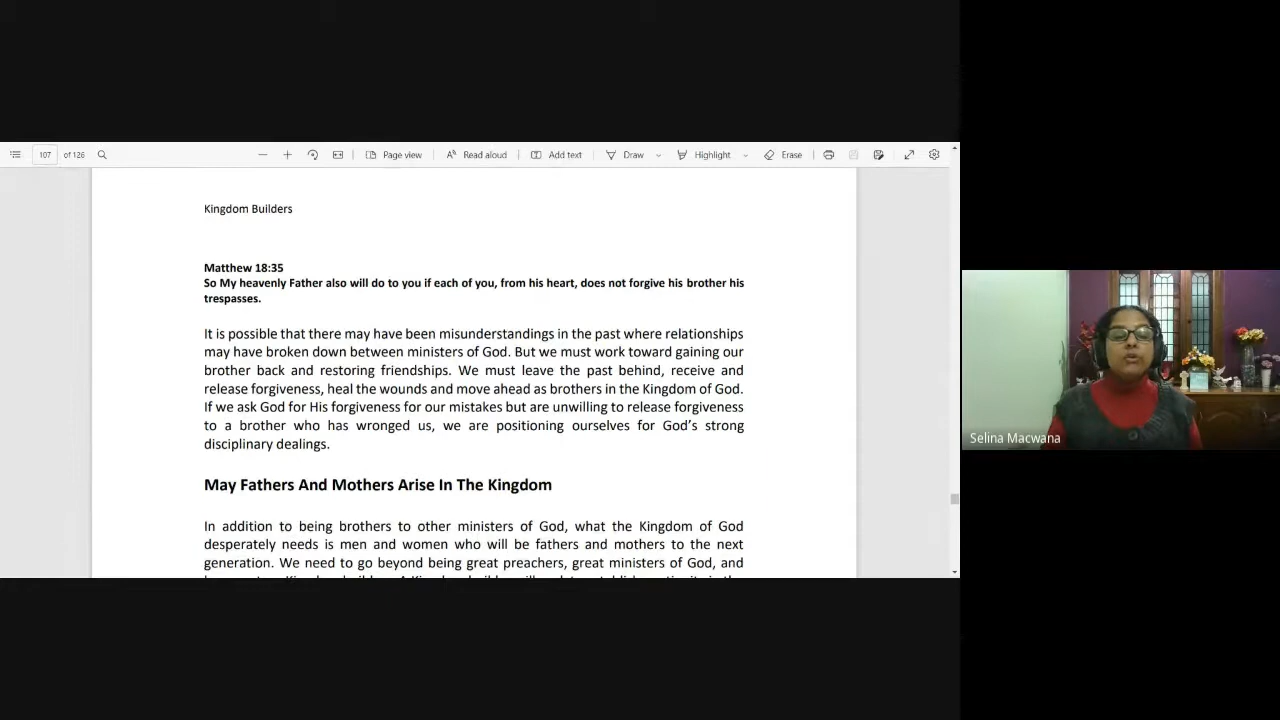 107 of 126
Page view
Read aloud
Add text
Draw
Highlight
Erase
Kingdom Builders
Matthew 18:35
So My heavenly Father also will do to you if each of you, from his heart, does not forgive his brother his
trespasses.
It is possible that there may have been misunderstandings in the past where relationships
may have broken down between ministers of God. But we must work toward gaining our
brother back and restoring friendships. We must leave the past behind, receive and
release forgiveness, heal the wounds and move ahead as brothers in the Kingdom of God.
If we ask God for His forgiveness for our mistakes but are unwilling to release forgiveness
to a brother who has wronged us, we are positioning ourselves for God’s strong
disciplinary dealings.
May Fathers And Mothers Arise In The Kingdom
In addition to being brothers to other ministers of God, what the Kingdom of God
desperately needs is men and women who will be fathers and mothers to the next
generation. We need to go beyond being great preachers, great ministers of God, and
Selina Macwana